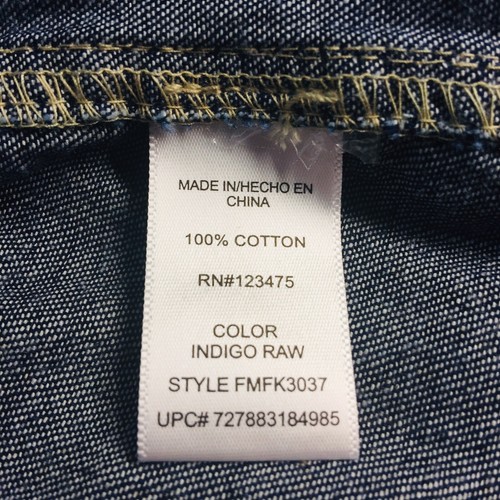 MADE IN/HECHO EN
CHINA
100% COTTON
RN#123475
COLOR
INDIGO RAW
STYLE FMFK3037
UPC# 727883184985